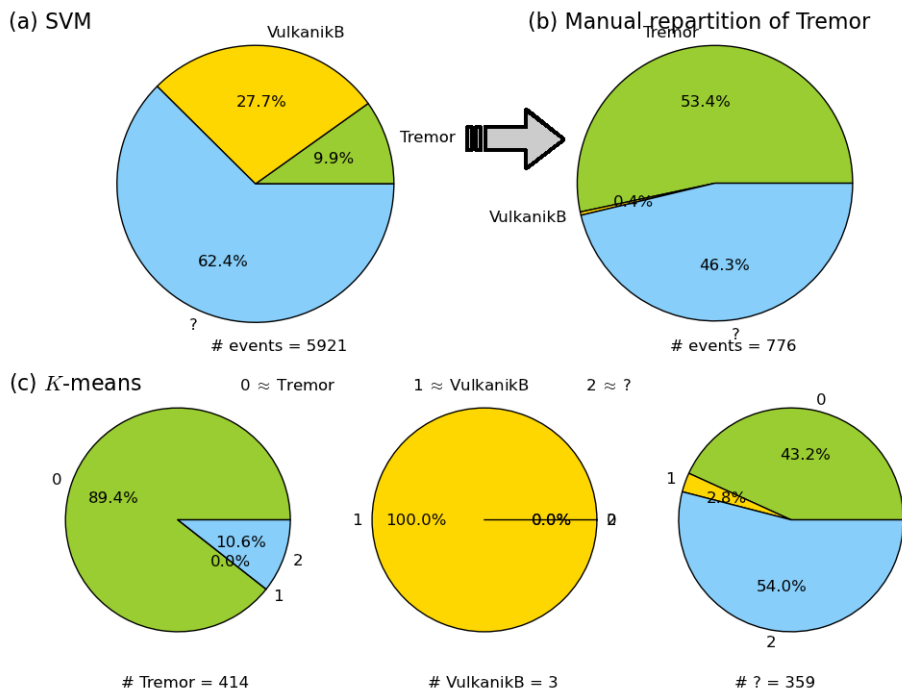 (a) SVM
(b) Manual repartition of Tremor
VulkanikB
Tremor
27.7%
53.4%
Tremor
9.9%
0.4%
VulkanikB
62.4%
46.3%
?
?
# events = 5921
# events = 776
(c) K-means
0 ≈ Tremor
1 ≈ VulkanikB
2 ≈ ?
0
43.2%
0
1
89.4%
2.8%
1
100.0%
0.0%
0.0%
0
2
10.6%
0.0%
2
1
54.0%
2
# Tremor = 414
# VulkanikB = 3
# ? = 359